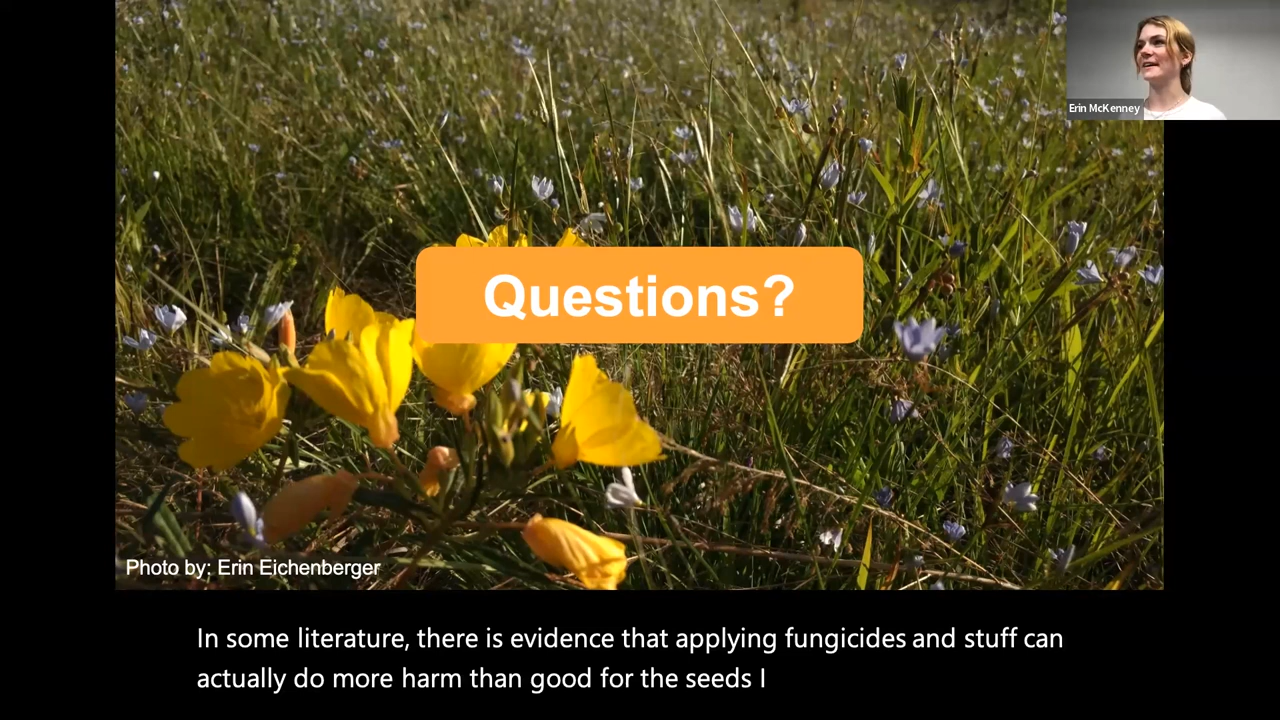 Erin McKenney
Questions?
Photo by: Erin Eichenberger
In some literature, there is evidence that applying fungicides and stuff can
actually do more harm than good for the seeds I